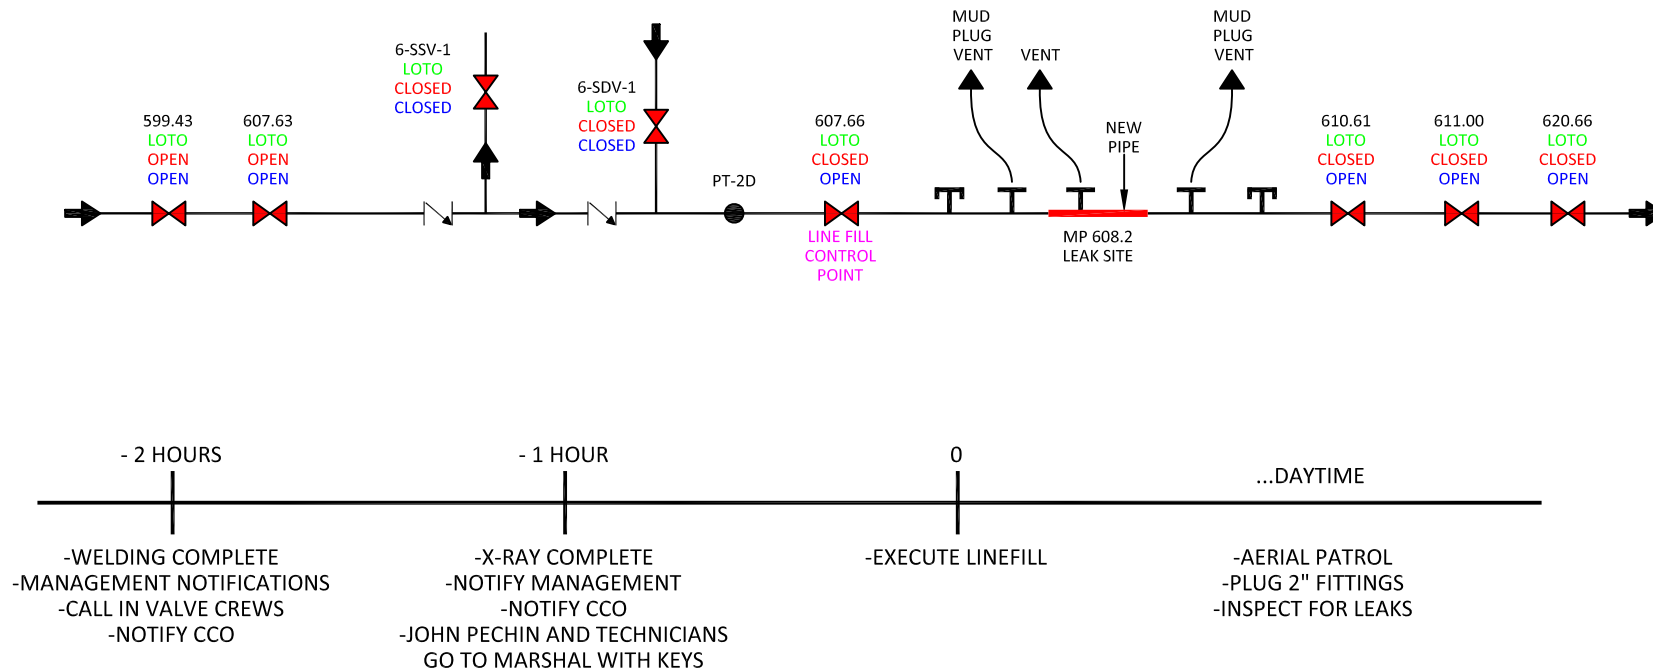 6-SSV-1
LOTO
CLOSED
CLOSED
6-SDV-1
LOTO
CLOSED
CLOSED
MUD
PLUG
VENT
VENT
MUD
PLUG
VENT
599.43
LOTO
OPEN
OPEN
607.63
LOTO
OPEN
OPEN
PT-2D
607.66
LOTO
CLOSED
OPEN
LINE FILL
CONTROL
POINT
NEW
PIPE
MP 608.2
LEAK SITE
610.61
LOTO
CLOSED
OPEN
611.00
LOTO
CLOSED
OPEN
620.66
LOTO
CLOSED
OPEN
- 2 HOURS
-WELDING COMPLETE
-MANAGEMENT NOTIFICATIONS
-CALL IN VALVE CREWS
-NOTIFY CCO
- 1 HOUR
-X-RAY COMPLETE
-NOTIFY MANAGEMENT
-NOTIFY CCO
-JOHN PECHIN AND TECHNICIANS
GO TO MARSHAL WITH KEYS
0
-EXECUTE LINEFILL
...DAYTIME
-AERIAL PATROL
-PLUG 2" FITTINGS
-INSPECT FOR LEAKS